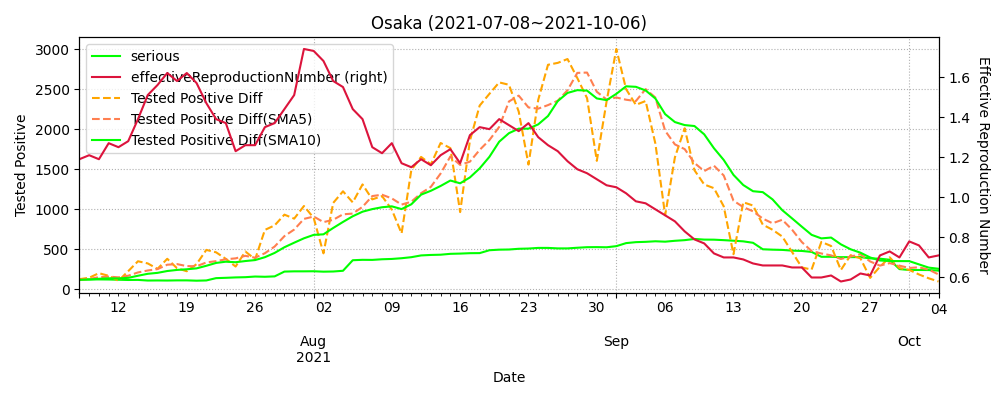 Osaka (2021-07-08~2021-10-06)
serious
effectiveReproductionNumber (right)
Tested Positive Diff
Tested Positive Diff(SMA5)
Tested Positive Diff(SMA10)
Tested Positive
3000
2500
2000
1500
1000
500
0
1.6
1.4
1.2
1.0
0.8
0.6
Effective Reproduction Number
12 19 26 02 09 16 23 30 06 13 20 27 04
Aug Sep Oct
2021
Date